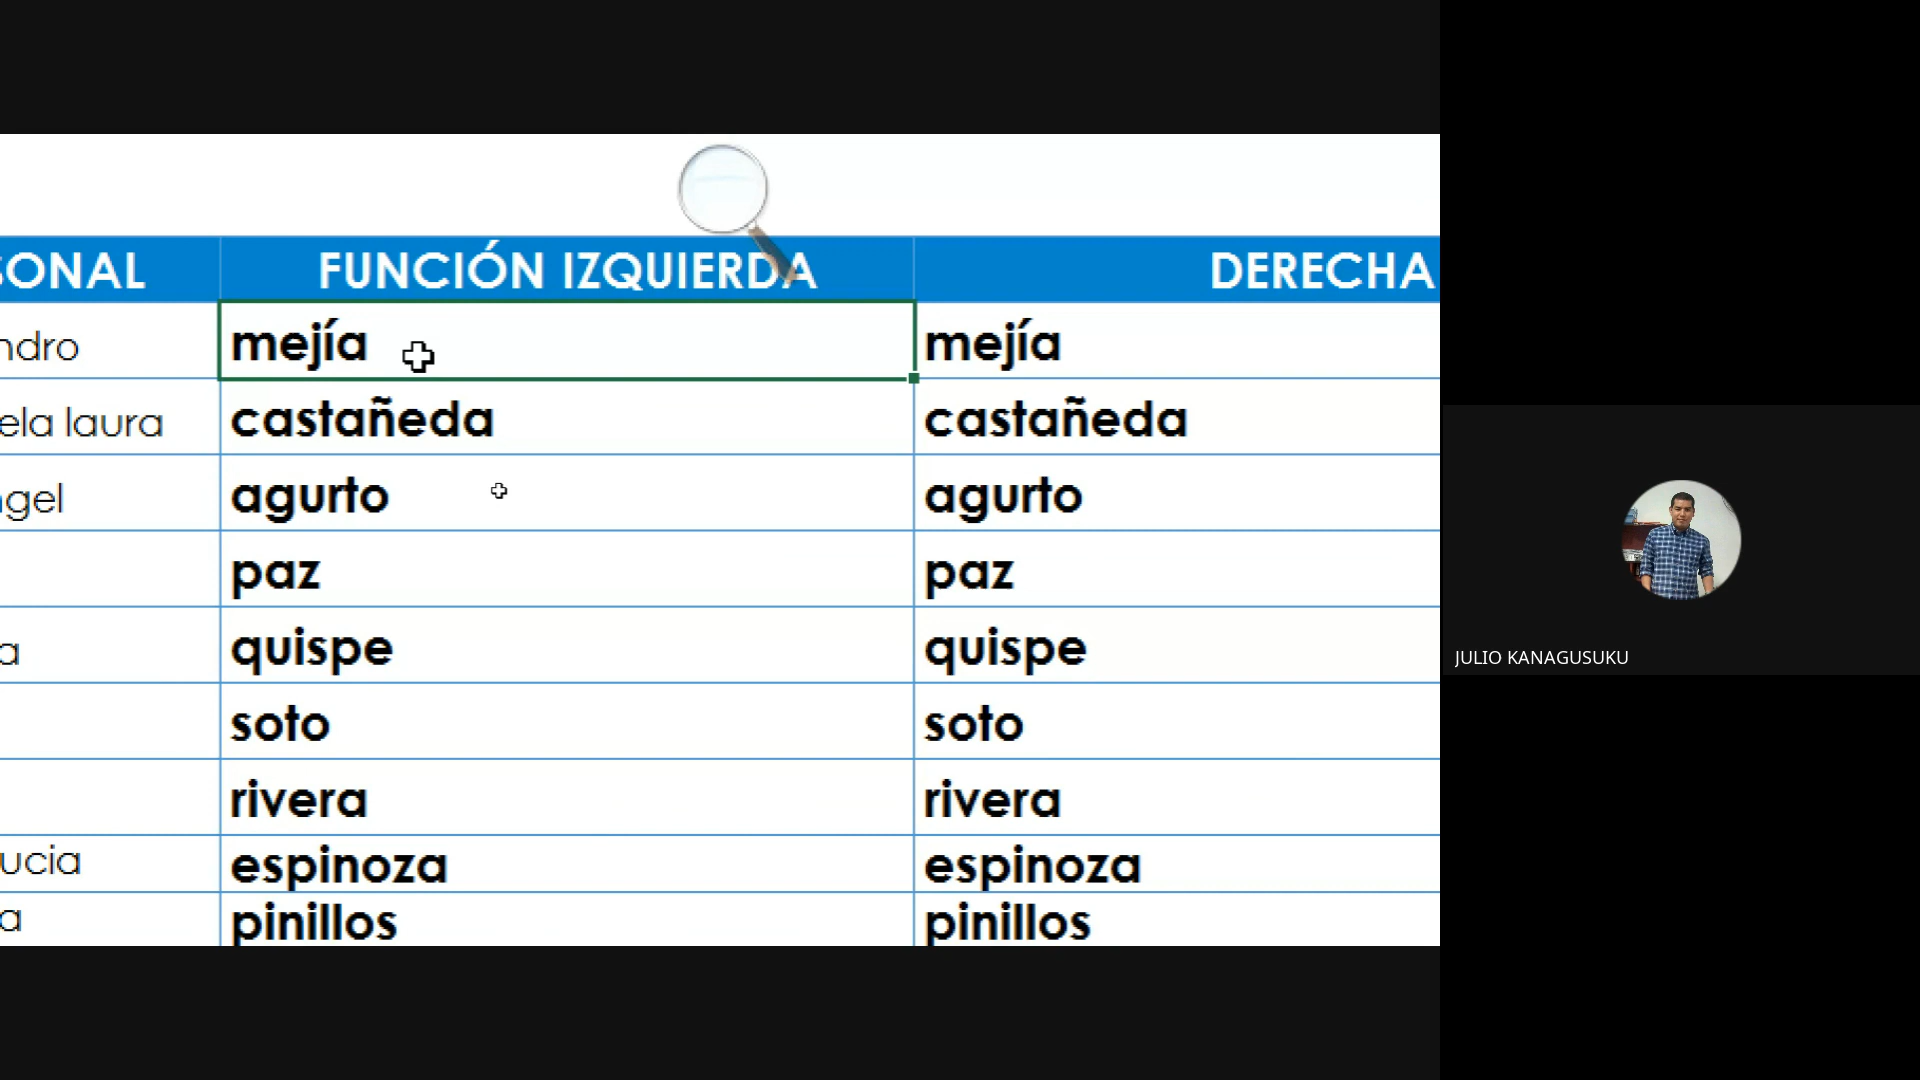 SONAL FUNCIÓN IZQUIERDA DERECHA
ndro mejía mejía
ela laura castañeda castañeda
ngel agurto agurto
paz paz
a quispe quispe
soto soto
rivera rivera
ucia espinoza espinoza
a pinillos pinillos
JULIO KANAGUSUKU